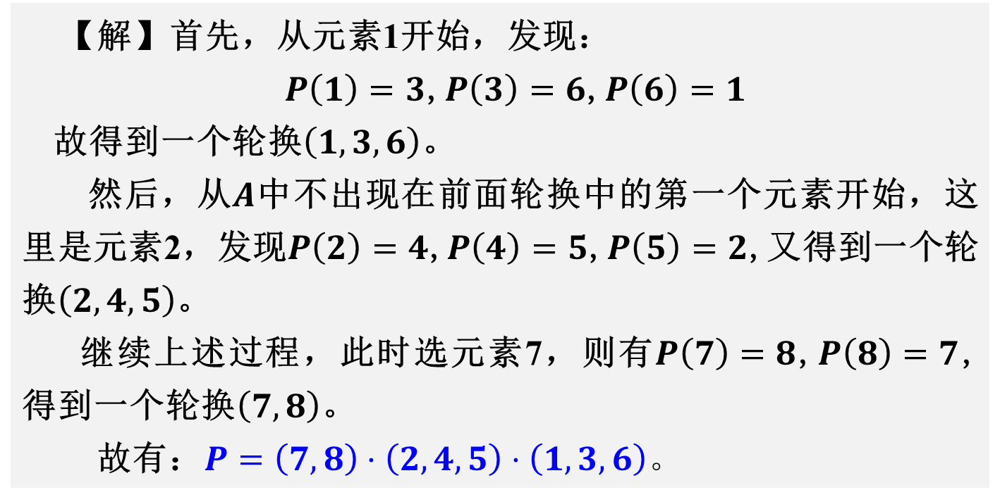 【解】首先，从元素1开始，发现：
P(1) = 3, P(3) = 6, P(6) = 1
故得到一个轮换(1, 3, 6)。
然后，从A中不出现在前面轮换中的第一个元素开始，这
里是元素2，发现P(2) = 4, P(4) = 5, P(5) = 2, 又得到一个轮
换(2, 4, 5)。
继续上述过程，此时选元素7，则有P(7) = 8, P(8) = 7,
得到一个轮换(7, 8)。
故有：P = (7, 8) · (2, 4, 5) · (1, 3, 6)。